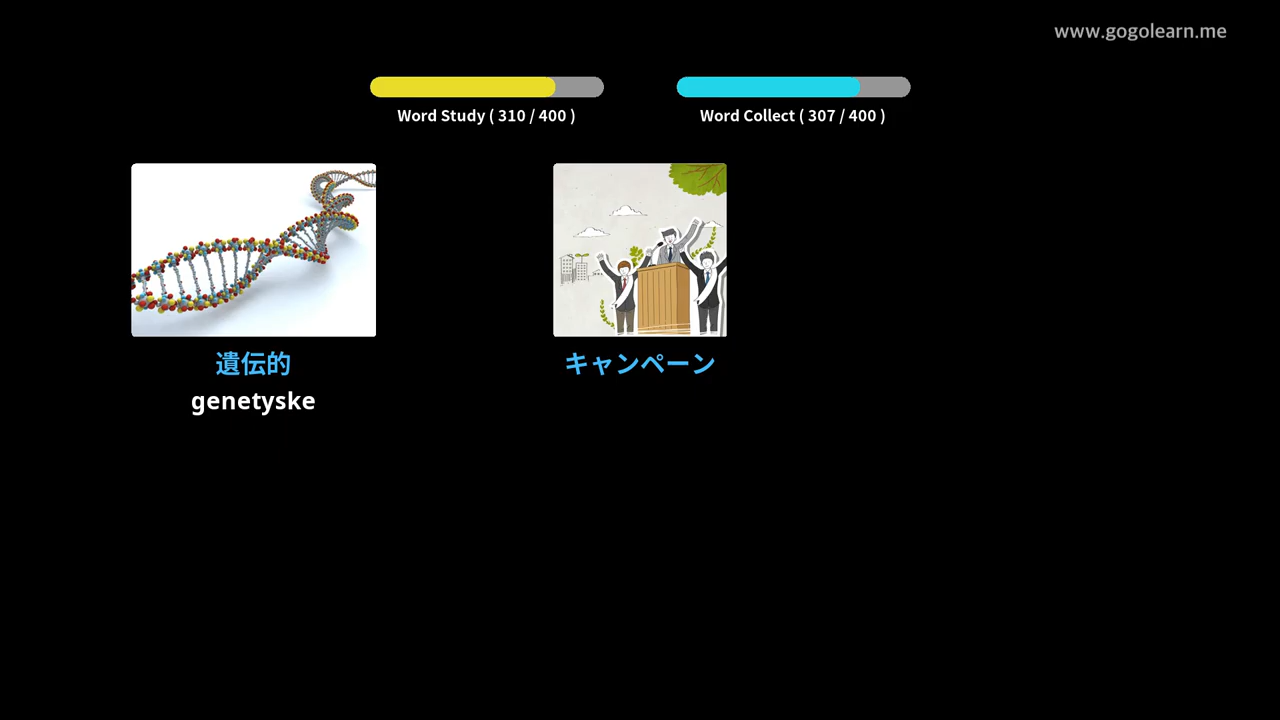 www.gogolearn.me
Word Study ( 310 / 400 )
Word Collect ( 307 / 400 )
遺伝的
genetyske
キャンペーン